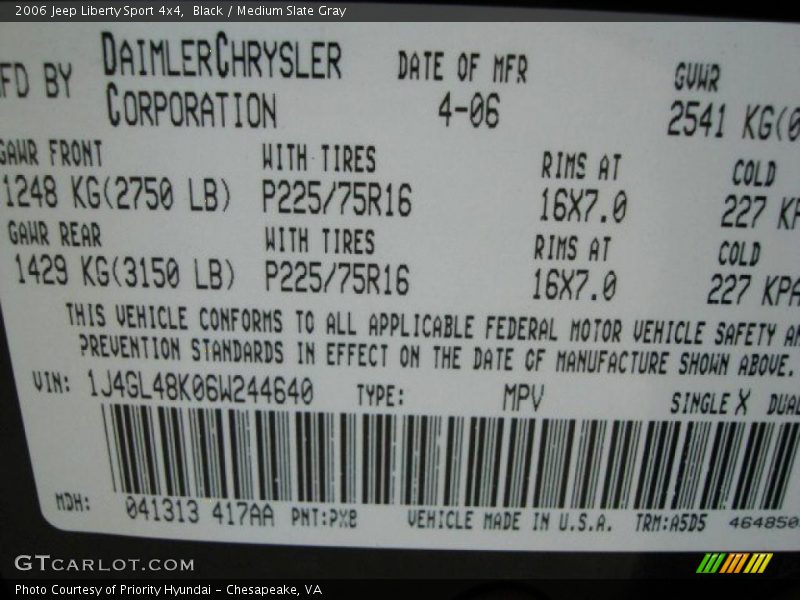 2006 Jeep Liberty Sport 4x4,  Black / Medium Slate Gray
FD BY DAIMLERCHRYSLER CORPORATION DATE OF MFR 4-06 GVWR 2541 KG(
GAWR FRONT WITH TIRES RIMS AT COLD
1248 KG(2750 LB) P225/75R16 16X7.0 227 KP
GAWR REAR WITH TIRES RIMS AT COLD
1429 KG(3150 LB) P225/75R16 16X7.0 227 KPA
THIS VEHICLE CONFORMS TO ALL APPLICABLE FEDERAL MOTOR VEHICLE SAFETY AN
PREVENTION STANDARDS IN EFFECT ON THE DATE OF MANUFACTURE SHOWN ABOVE.
VIN: 1J4GL48K06W244640 TYPE: MPV SINGLE X DUAL
MDH: 041313 417AA PNT:PXB VEHICLE MADE IN U.S.A. TRM:A5D5 464850
GTCARLOT.COM
Photo Courtesy of Priority Hyundai - Chesapeake, VA